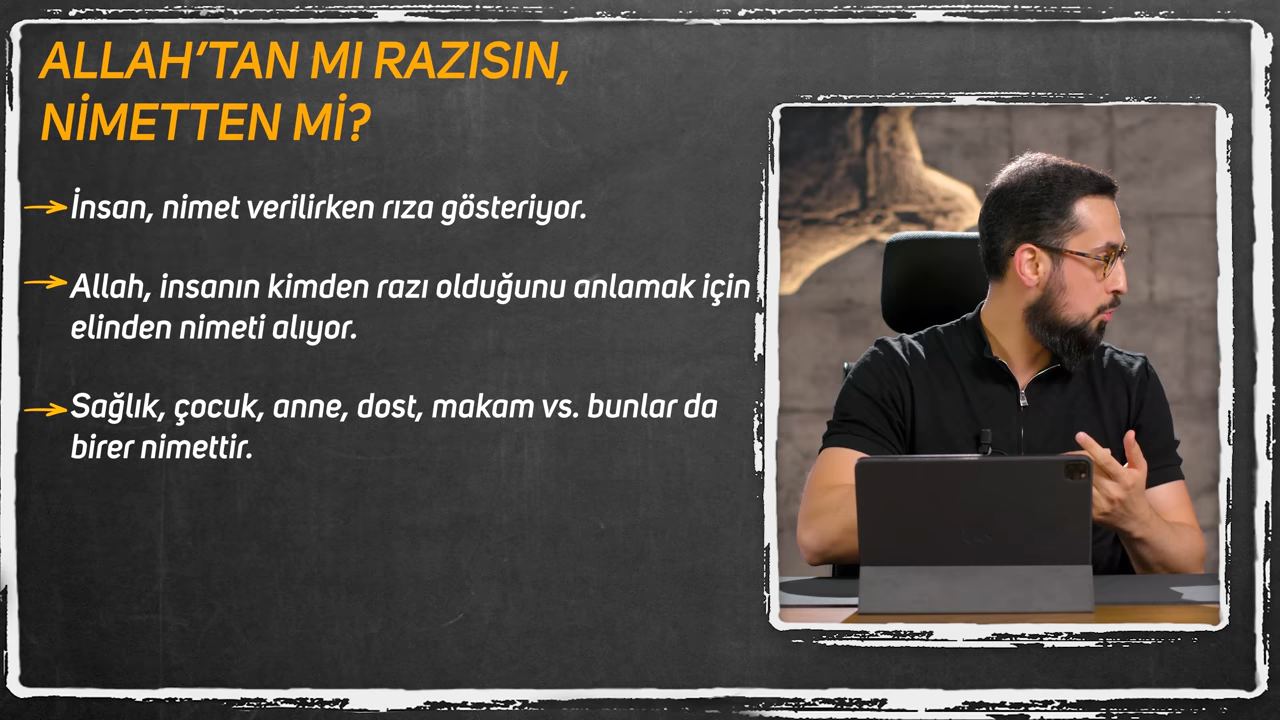 ALLAH’TAN MI RAZISIN,
NİMETTEN Mİ?
İnsan, nimet verilirken rıza gösteriyor.
Allah, insanın kimden razı olduğunu anlamak için
elinden nimeti alıyor.
Sağlık, çocuk, anne, dost, makam vs. bunlar da
birer nimettir.